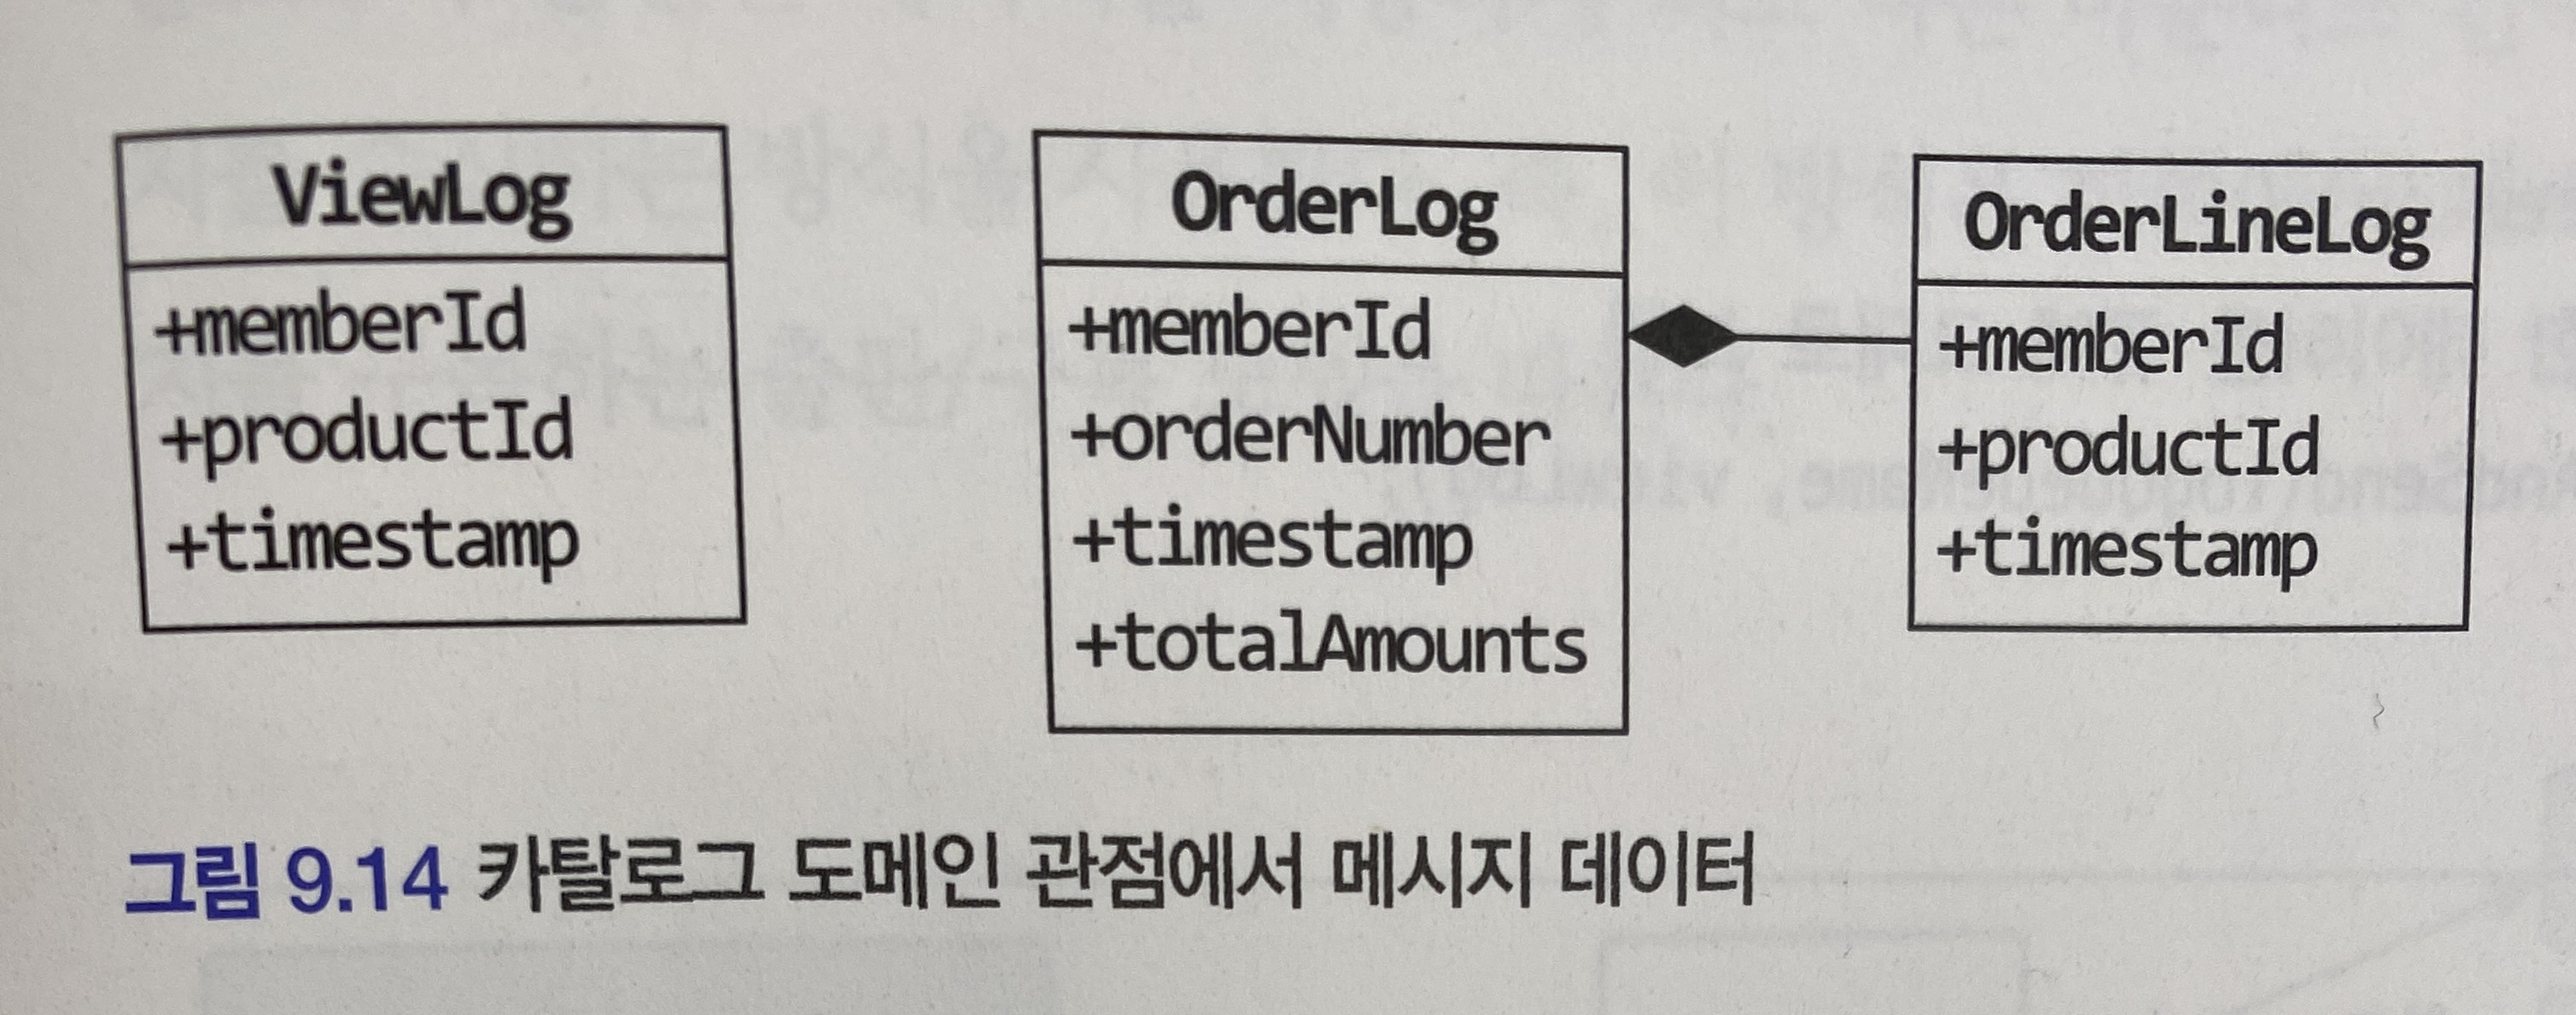 ViewLog
+memberId
+productId
+timestamp
OrderLog
+memberId
+orderNumber
+timestamp
+totalAmounts
OrderLineLog
+memberId
+productId
+timestamp
그림 9.14 카탈로그 도메인 관점에서 메시지 데이터